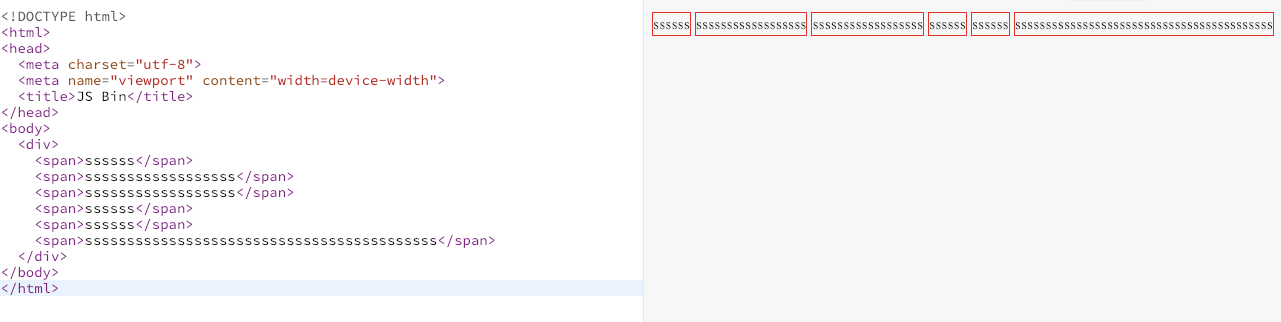 <!DOCTYPE html>
<html>
<head>
<meta charset="utf-8">
<meta name="viewport" content="width=device-width">
<title>JS Bin</title>
</head>
<body>
<div>
<span>ssssss</span>
<span>ssssssssssssssssss</span>
<span>ssssssssssssssssss</span>
<span>ssssss</span>
<span>ssssss</span>
<span>ssssssssssssssssssssssssssssssssssssssssss</span>
</div>
</body>
</html>
ssssss ssssssssssssssssss ssssssssssssssssss ssssss ssssss ssssssssssssssssssssssssssssssssssssssssss